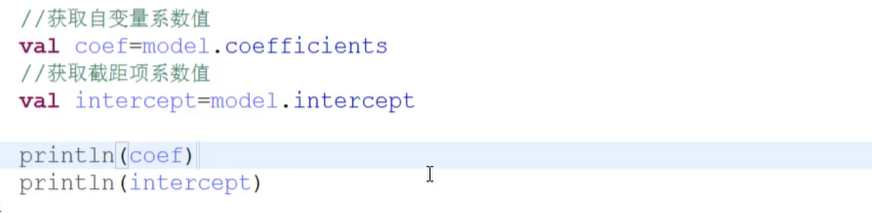 //获取自变量系数值
val coef=model.coefficients
//获取截距项系数值
val intercept=model.intercept
println(coef)
println(intercept)